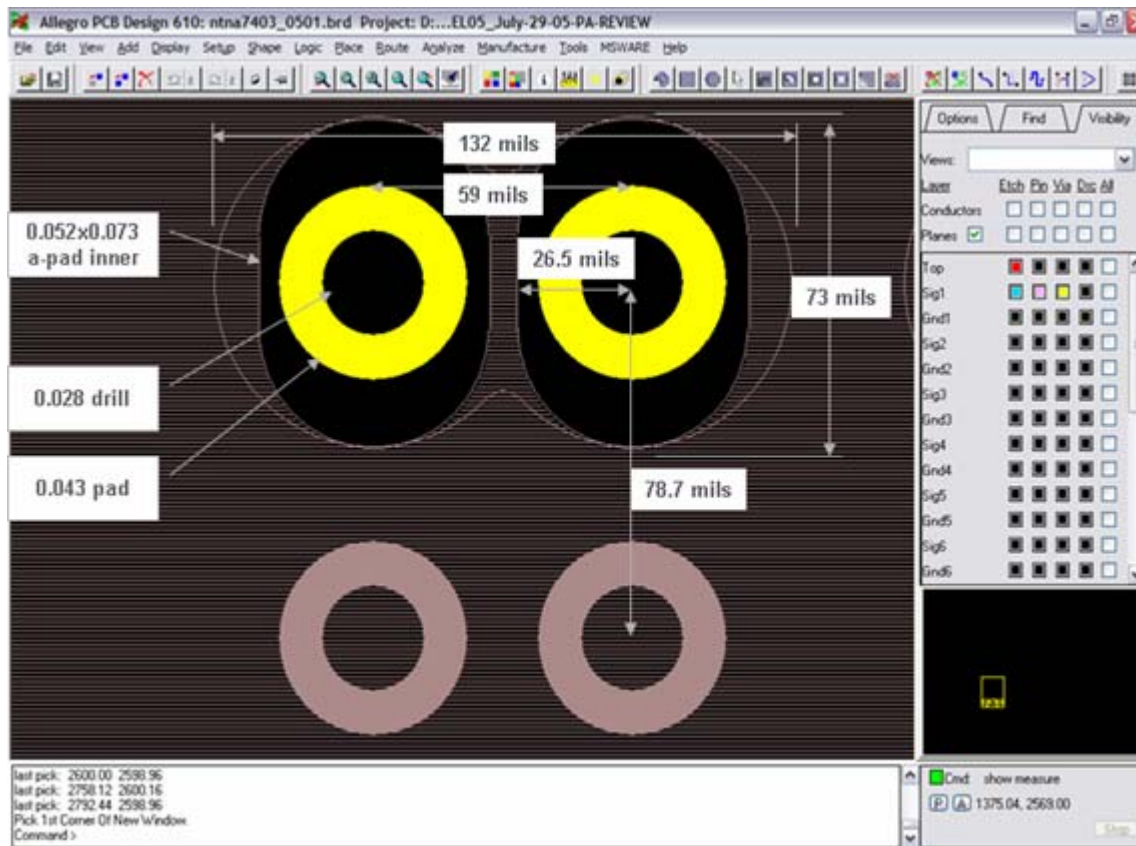 Allegro PCB Design 610: ntna7403_0501.brd Project: D:...EL05_July-29-05-PA-REVIEW
File Edit View Add Display Setup Shape Logic Place Route Analyze Manufacture Tools MSWARE Help
Options Find Visibility
Views:
Layer Etch Pin Via Drc All
Conductors
Planes
Top
Sig1
Gnd1
Sig2
Gnd2
Sig3
Gnd3
Sig4
Gnd4
Sig5
Gnd5
Sig6
Gnd6
132 mils
59 mils
0.052x0.073
a-pad inner
26.5 mils
73 mils
0.028 drill
0.043 pad
78.7 mils
last pick: 2600.00 2598.96
last pick: 2758.12 2600.16
last pick: 2792.44 2598.96
Pick 1st Corner Of New Window.
Command >
Cmd: show measure
P A 1375.04, 2569.00
Stop